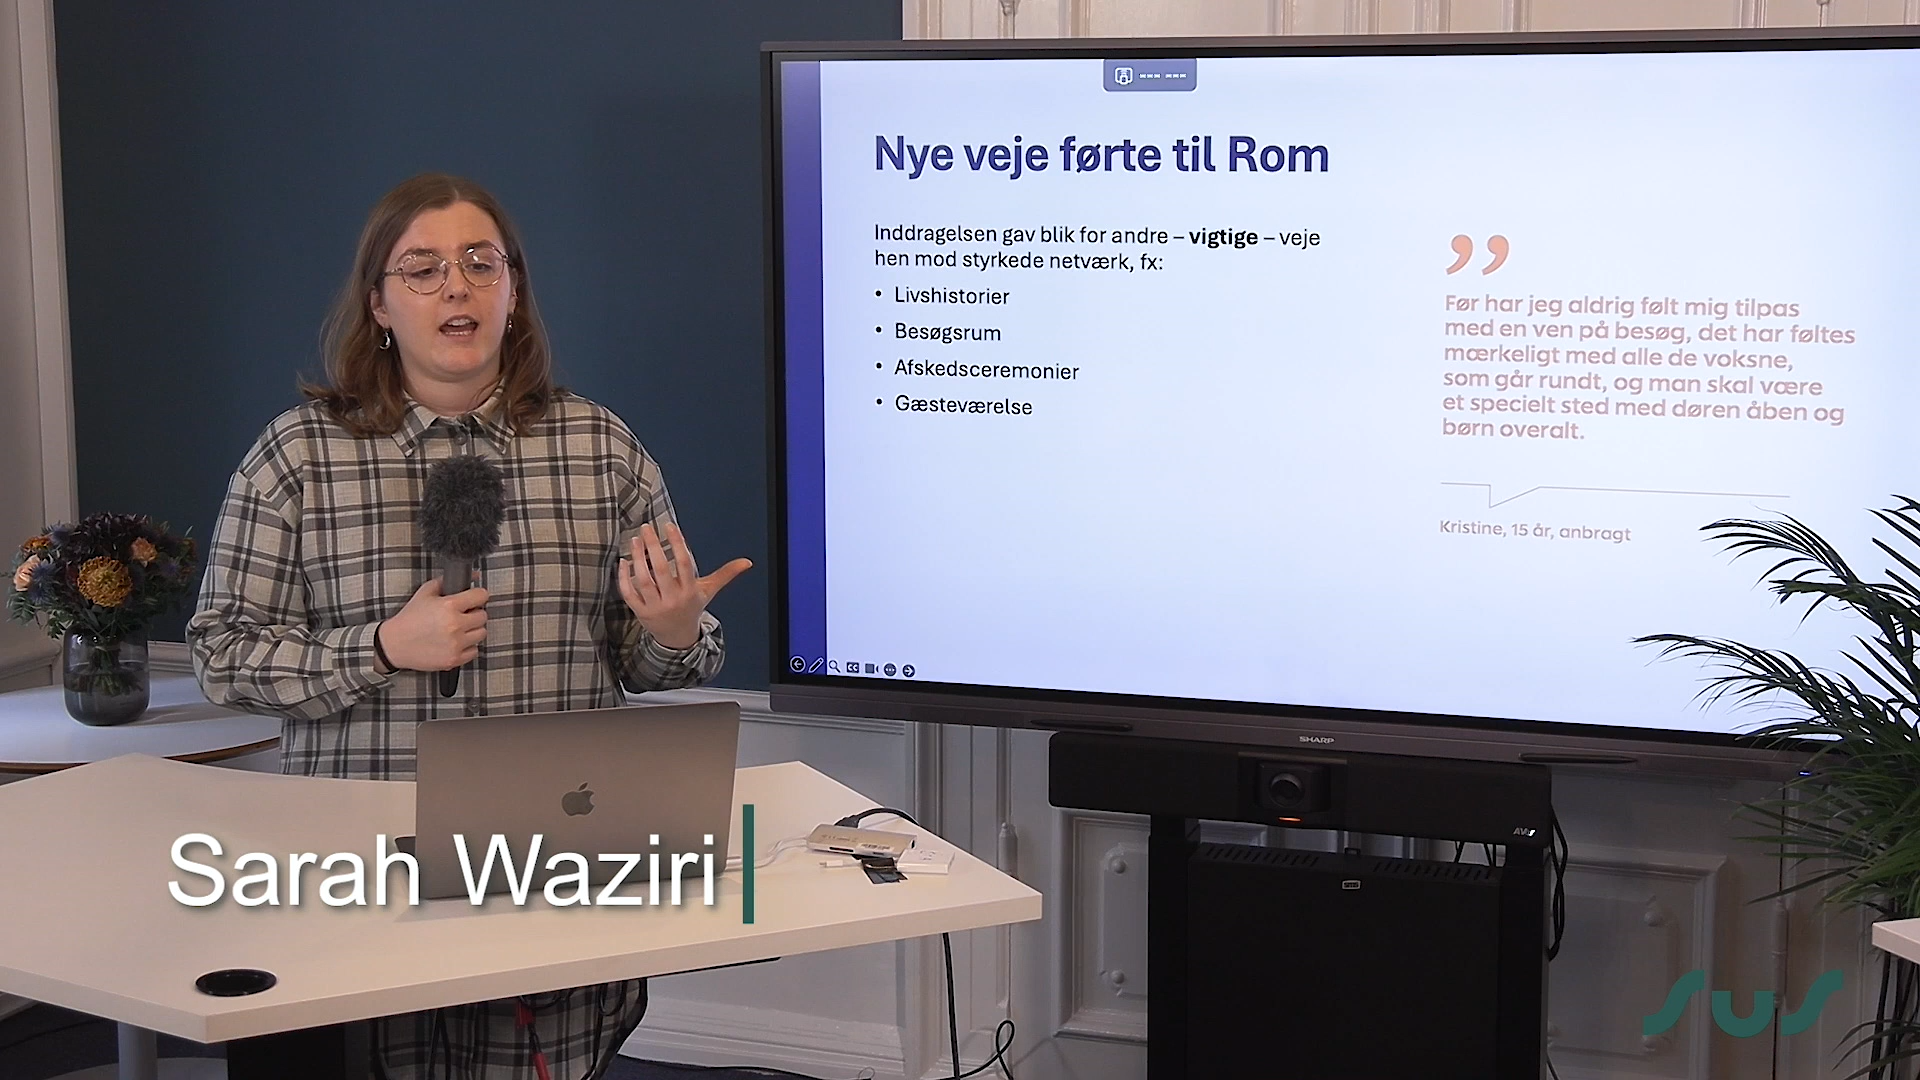 Nye veje førte til Rom
Inddragelsen gav blik for andre – vigtige – veje
hen mod styrkede netværk, fx:
• Livshistorier
• Besøgsrum
• Afskedsceremonier
• Gæsteværelse
”
Før har jeg aldrig følt mig tilpas
med en ven på besøg, det har føltes
mærkeligt med alle de voksne,
som går rundt, og man skal være
et specielt sted med døren åben og
børn overalt.
Kristine, 15 år, anbragt
SHARP
Sarah Waziri
sus